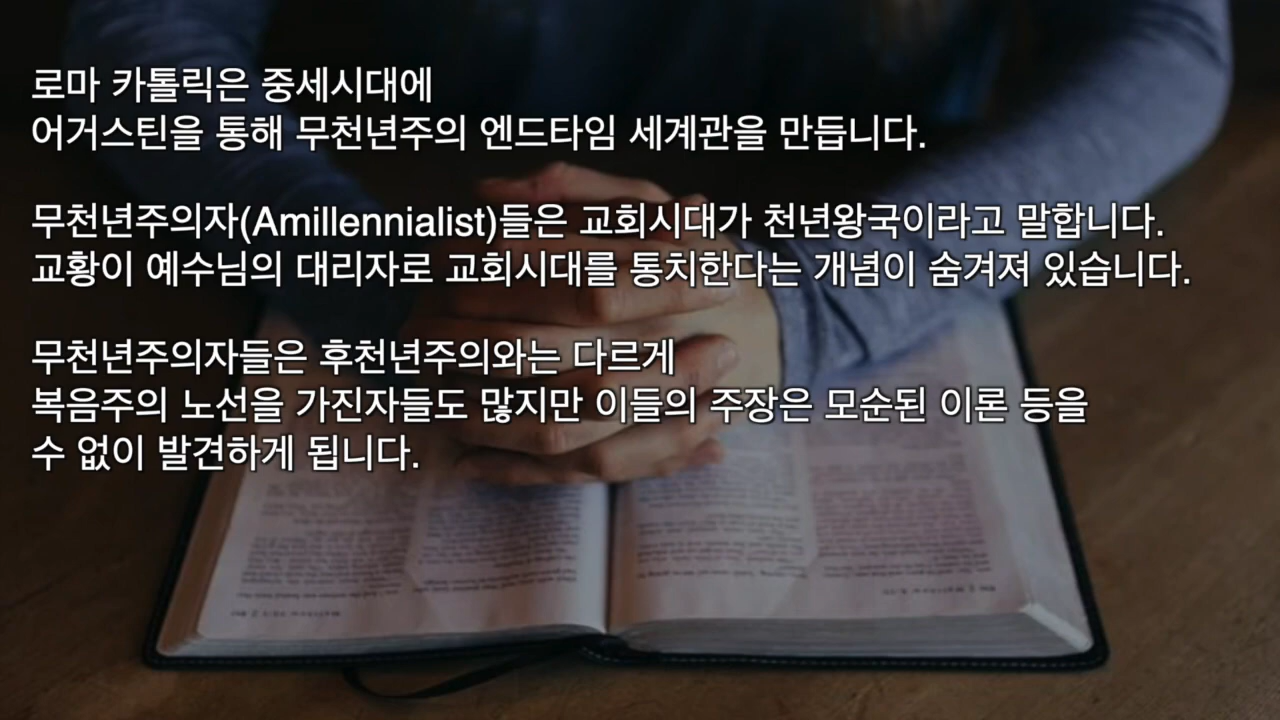 로마 카톨릭은 중세시대에
어거스틴을 통해 무천년주의 엔드타임 세계관을 만듭니다.
무천년주의자(Amillennialist)들은 교회시대가 천년왕국이라고 말합니다.
교황이 예수님의 대리자로 교회시대를 통치한다는 개념이 숨겨져 있습니다.
무천년주의자들은 후천년주의와는 다르게
복음주의 노선을 가진자들도 많지만 이들의 주장은 모순된 이론 등을
수 없이 발견하게 됩니다.